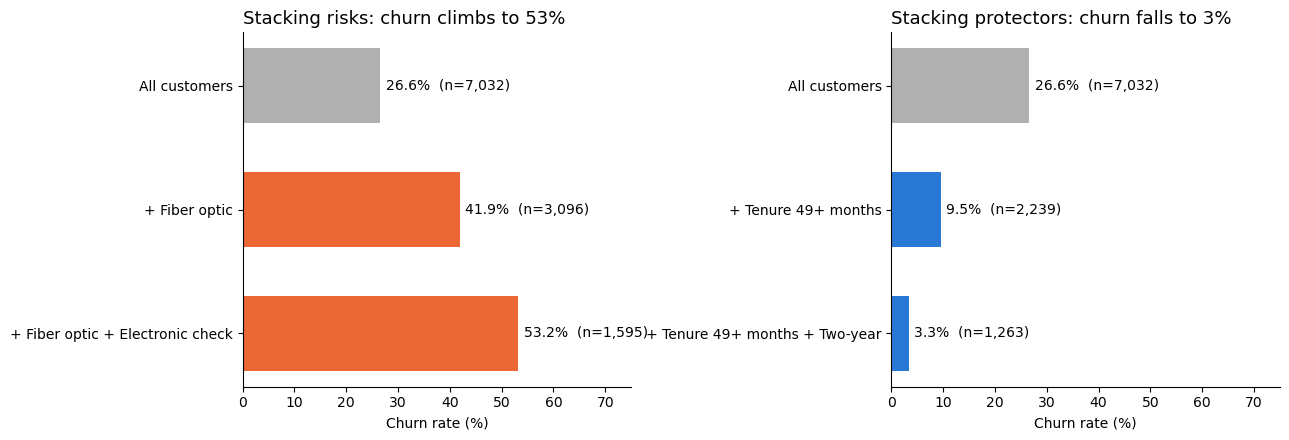 Stacking risks: churn climbs to 53%
All customers
26.6%  (n=7,032)
+ Fiber optic
41.9%  (n=3,096)
+ Fiber optic + Electronic check
53.2%  (n=1,595)
0 10 20 30 40 50 60 70
Churn rate (%)
Stacking protectors: churn falls to 3%
All customers
26.6%  (n=7,032)
+ Tenure 49+ months
9.5%  (n=2,239)
+ Tenure 49+ months + Two-year
3.3%  (n=1,263)
0 10 20 30 40 50 60 70
Churn rate (%)